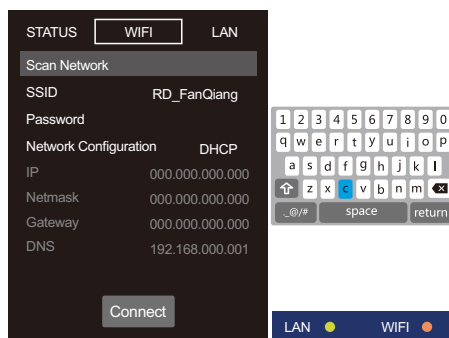 STATUS WIFI LAN
Scan Network
SSID RD_FanQiang
Password
Network Configuration DHCP
IP 000.000.000.000
Netmask 000.000.000.000
Gateway 000.000.000.000
DNS 192.168.000.001
Connect
1 2 3 4 5 6 7 8 9 0
q w e r t y u i o p
a s d f g h j k l
z x c v b n m
._@/# space return
LAN WIFI